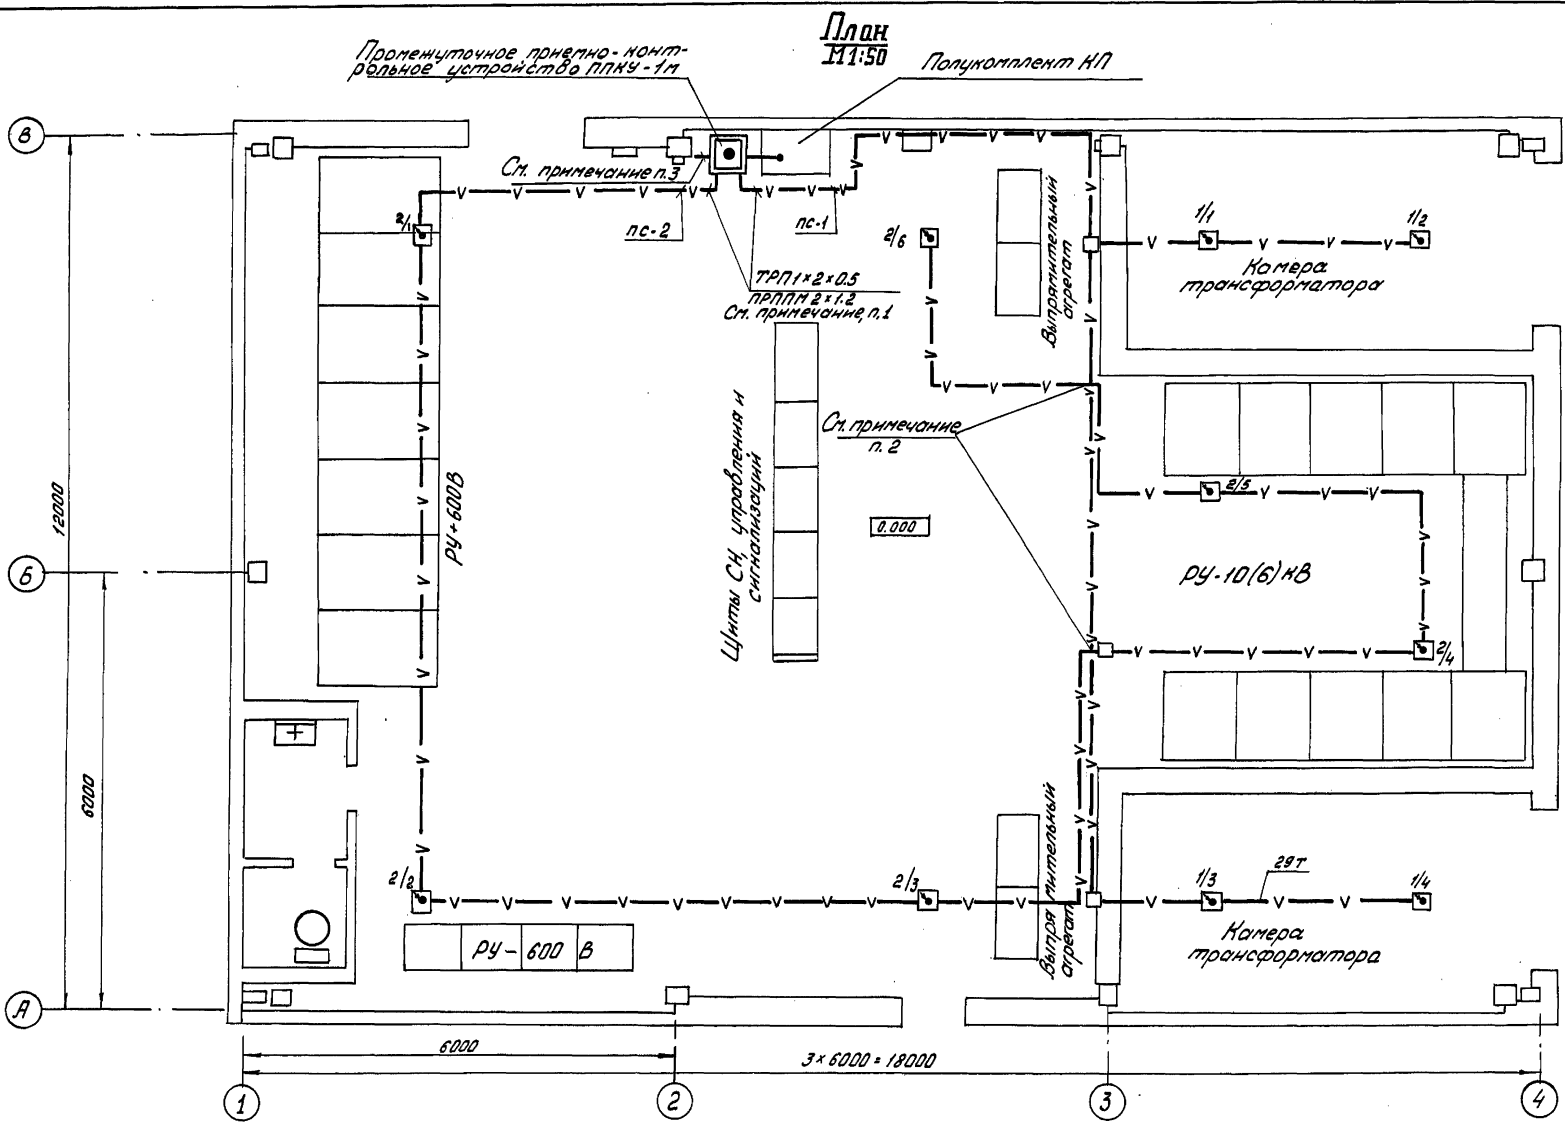 План
М1:50
Промежуточное приемно-конт-
рольное устройство ППКУ-1м
Полукомплект КП
В
См. примечание п.3
2/1
пс-2
пс-1
2/6
1/1
1/2
Выпрямительный
агрегат
Камера
трансформатора
ТРП1×2×0.5
ПРППМ 2×1.2
См. примечание, п.1
12000
РУ+600В
Щиты СН, управления и
сигнализации
См. примечание
п. 2
2/5
0.000
Б
РУ-10(6) кВ
2/4
6000
2/2
2/3
Выпрямительный
агрегат
1/3
29т
1/4
РУ-600 В
Камера
трансформатора
А
6000
3×6000=18000
1
2
3
4